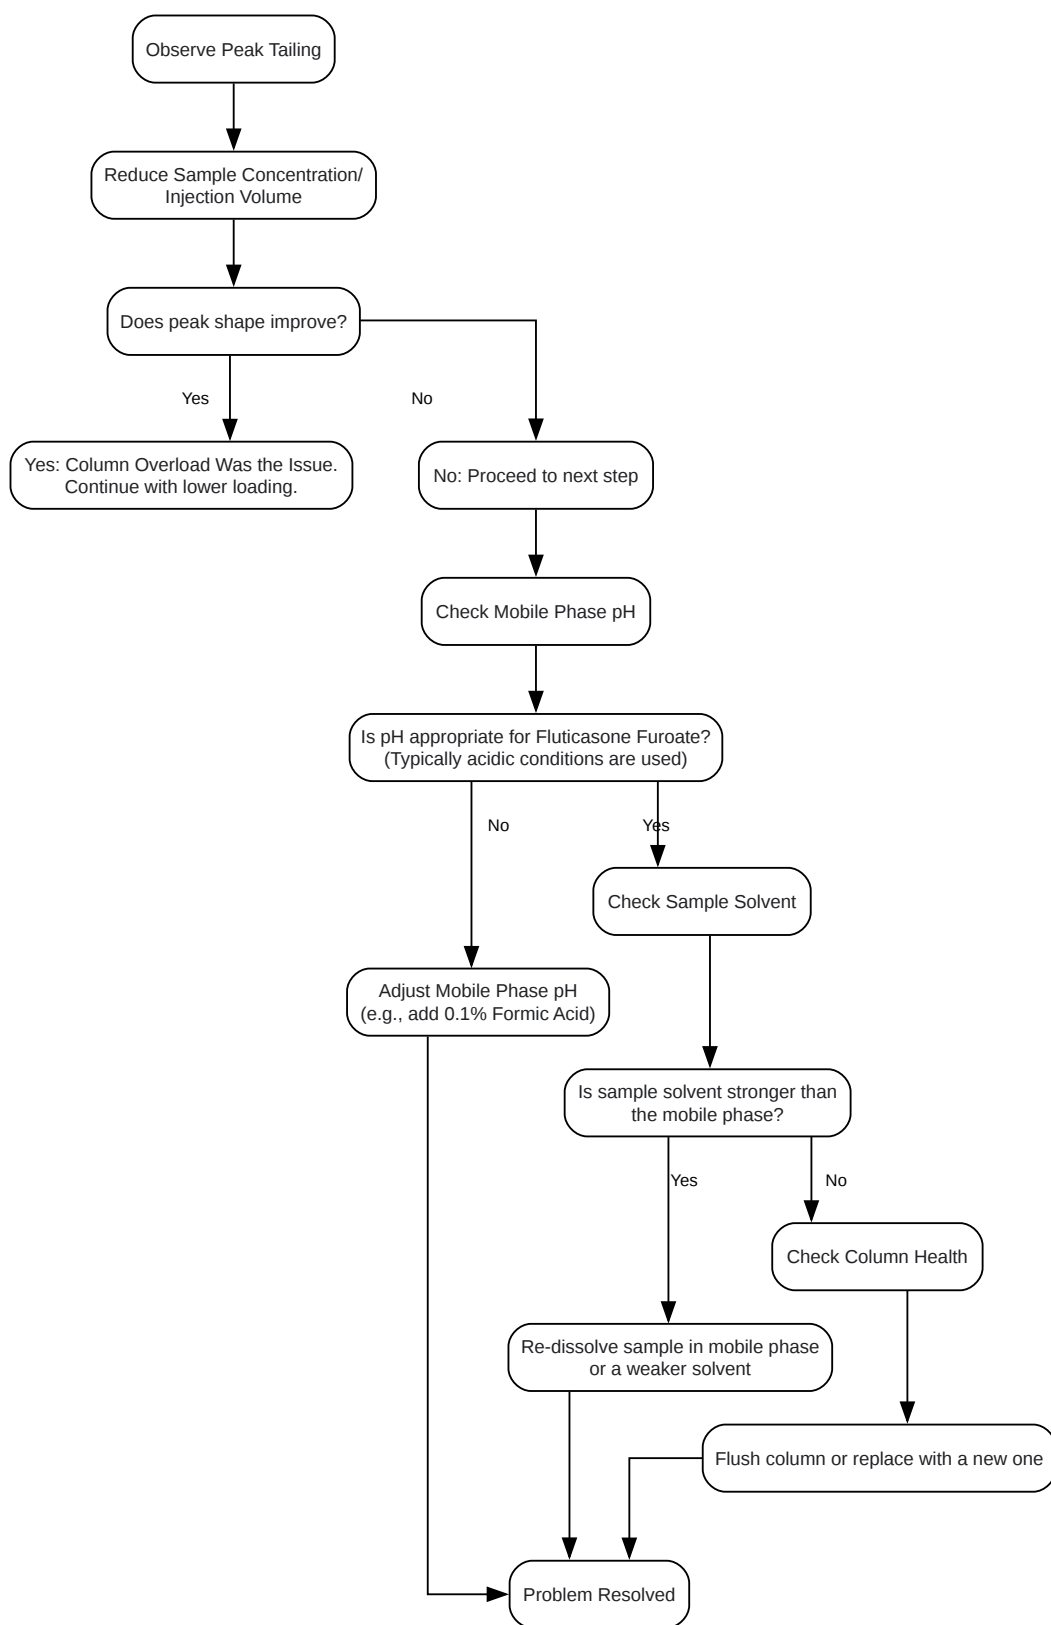 Observe Peak Tailing
Reduce Sample Concentration/
Injection Volume
Does peak shape improve?
Yes
No
Yes: Column Overload Was the Issue.
Continue with lower loading.
No: Proceed to next step
Check Mobile Phase pH
Is pH appropriate for Fluticasone Furoate?
(Typically acidic conditions are used)
No
Yes
Check Sample Solvent
Adjust Mobile Phase pH
(e.g., add 0.1% Formic Acid)
Is sample solvent stronger than
the mobile phase?
Yes
No
Check Column Health
Re-dissolve sample in mobile phase
or a weaker solvent
Flush column or replace with a new one
Problem Resolved